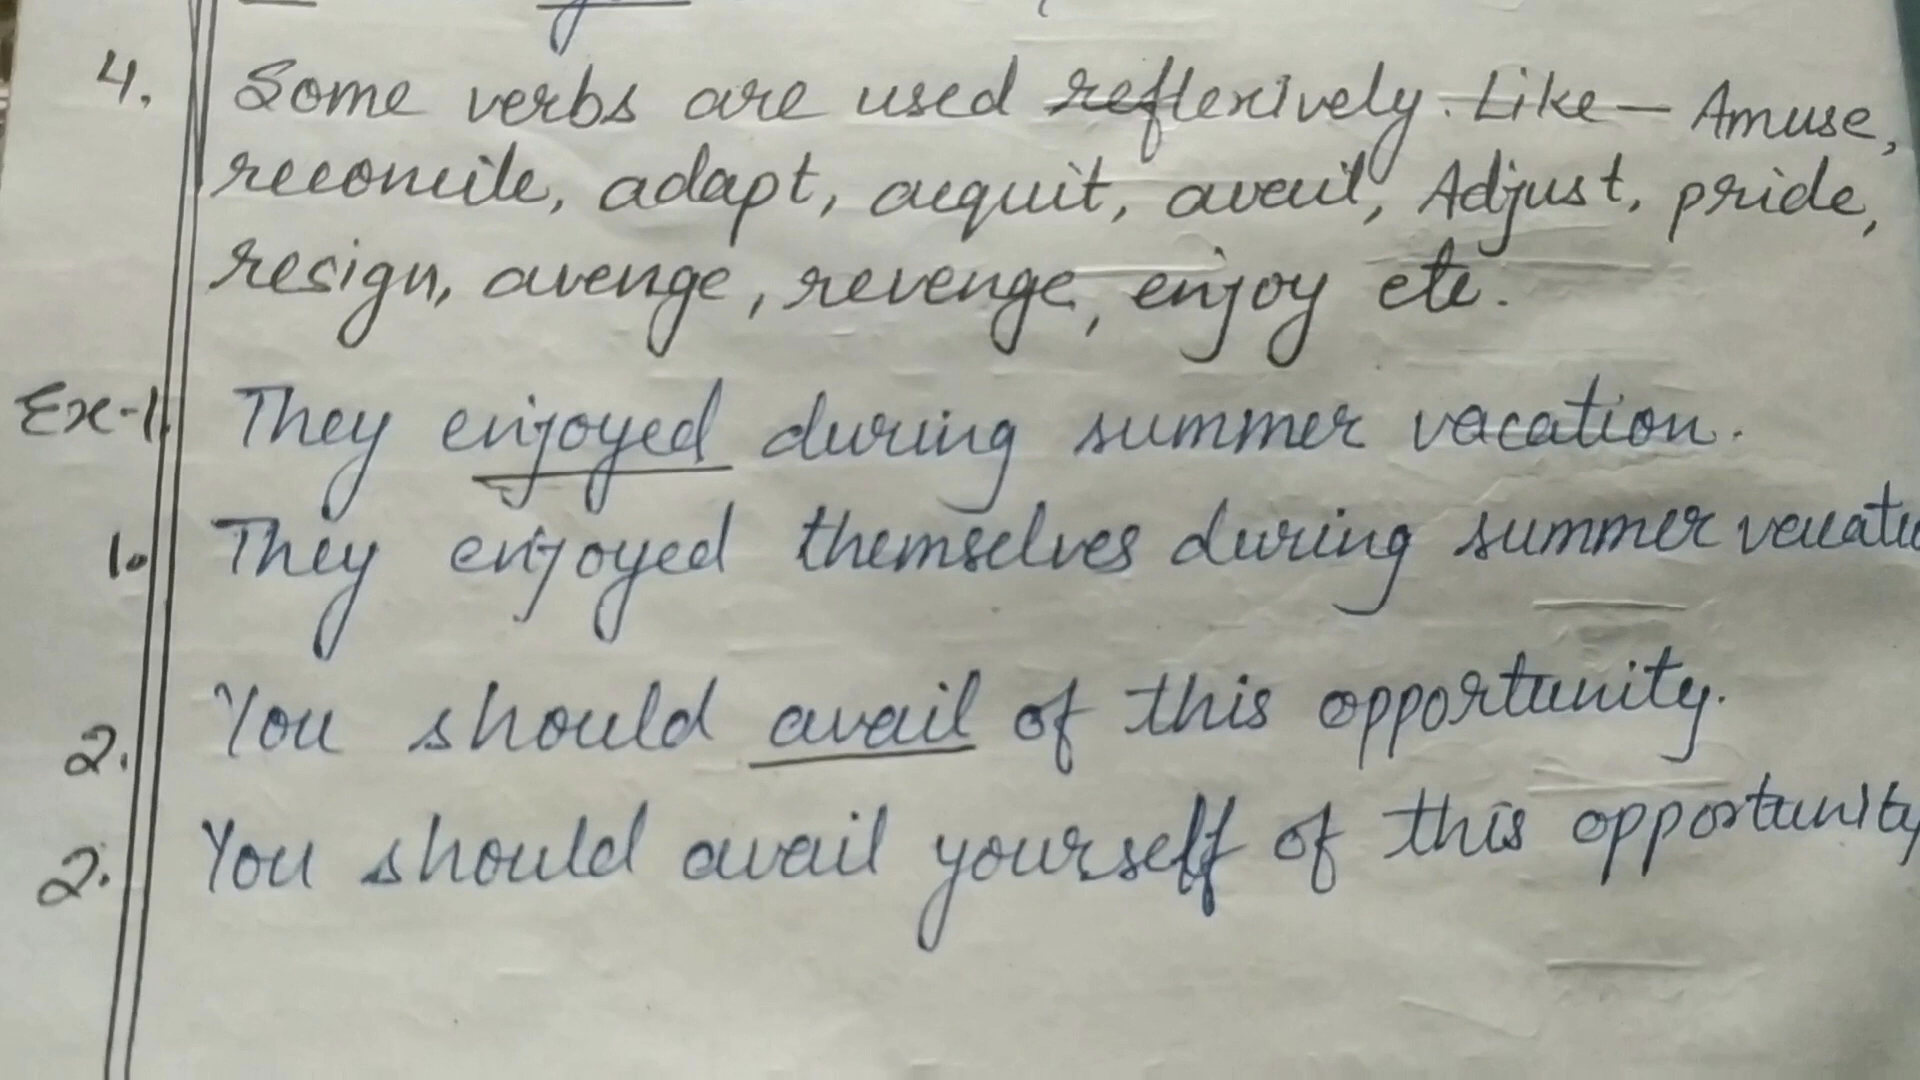 4. Some verbs are used reflexively. Like — Amuse,
reconcile, adapt, acquit, avail, Adjust, pride,
resign, avenge, revenge, enjoy etc.
Ex-1. They enjoyed during summer vacation.
1. They enjoyed themselves during summer vacatio
2. You should avail of this opportunity.
2. You should avail yourself of this opportunity